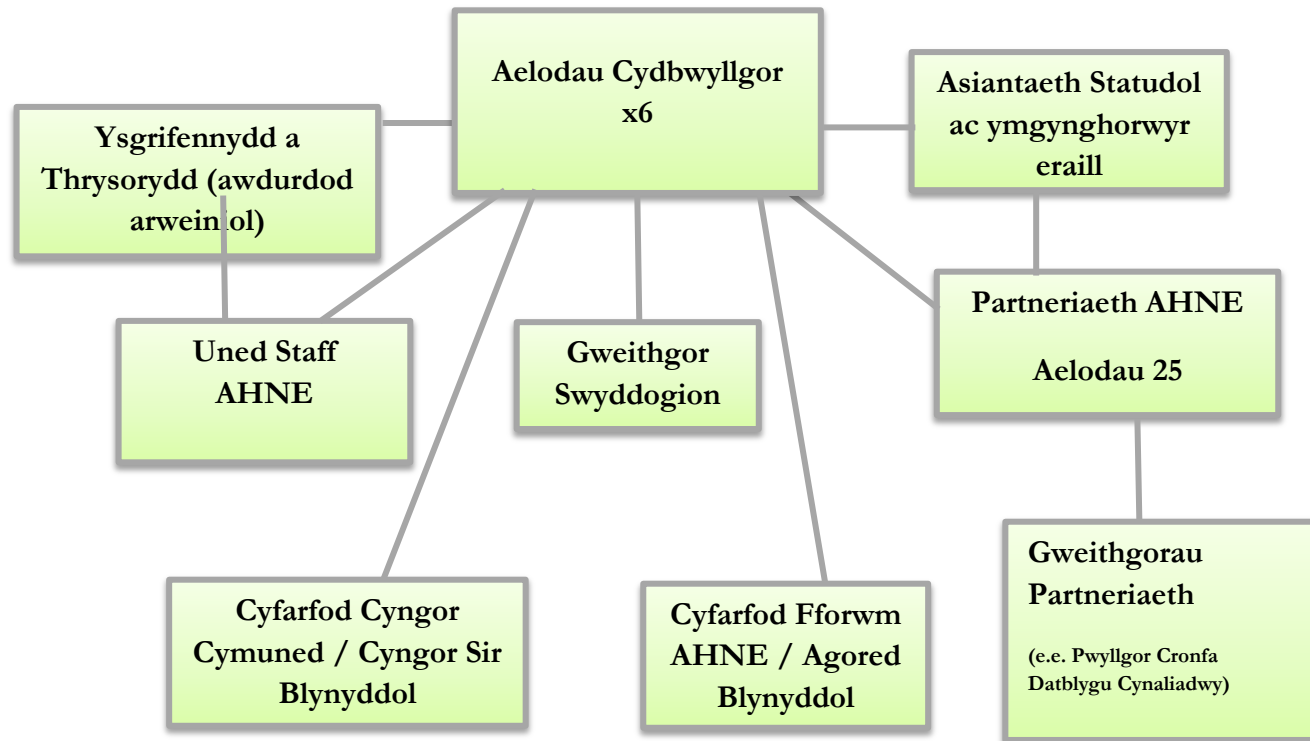 Aelodau Cydbwyllgor
x6
Asiantaeth Statudol
ac ymgynghorwyr
eraill
Ysgrifennydd a
Thrysorydd (awdurdod
arweiniol)
Partneriaeth AHNE
Aelodau 25
Uned Staff
AHNE
Gweithgor
Swyddogion
Gweithgorau
Partneriaeth
(e.e. Pwyllgor Cronfa
Datblygu Cynaliadwy)
Cyfarfod Cyngor
Cymuned / Cyngor Sir
Blynyddol
Cyfarfod Fforwm
AHNE / Agored
Blynyddol